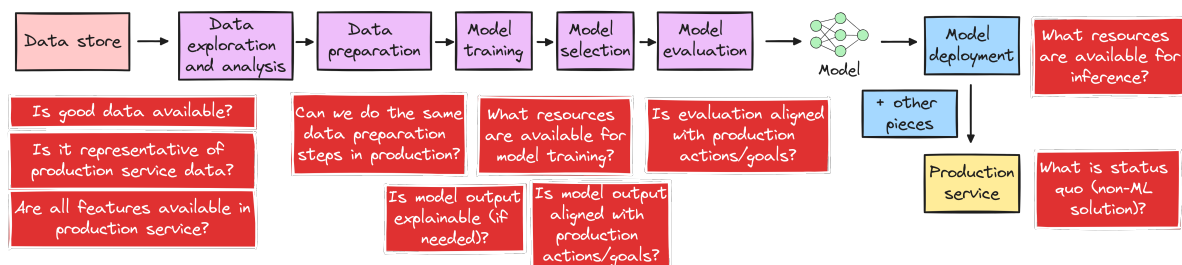 Data store
Data
exploration
and analysis
Data
preparation
Model
training
Model
selection
Model
evaluation
Model
Model
deployment
What resources
are available for
inference?
Is good data available?
Is it representative of
production service data?
Are all features available in
production service?
Can we do the same
data preparation
steps in production?
What resources
are available for
model training?
Is evaluation aligned
with production
actions/goals?
+ other
pieces
Is model output
explainable (if
needed)?
Is model output
aligned with
production
actions/goals?
Production
service
What is status
quo (non-ML
solution)?